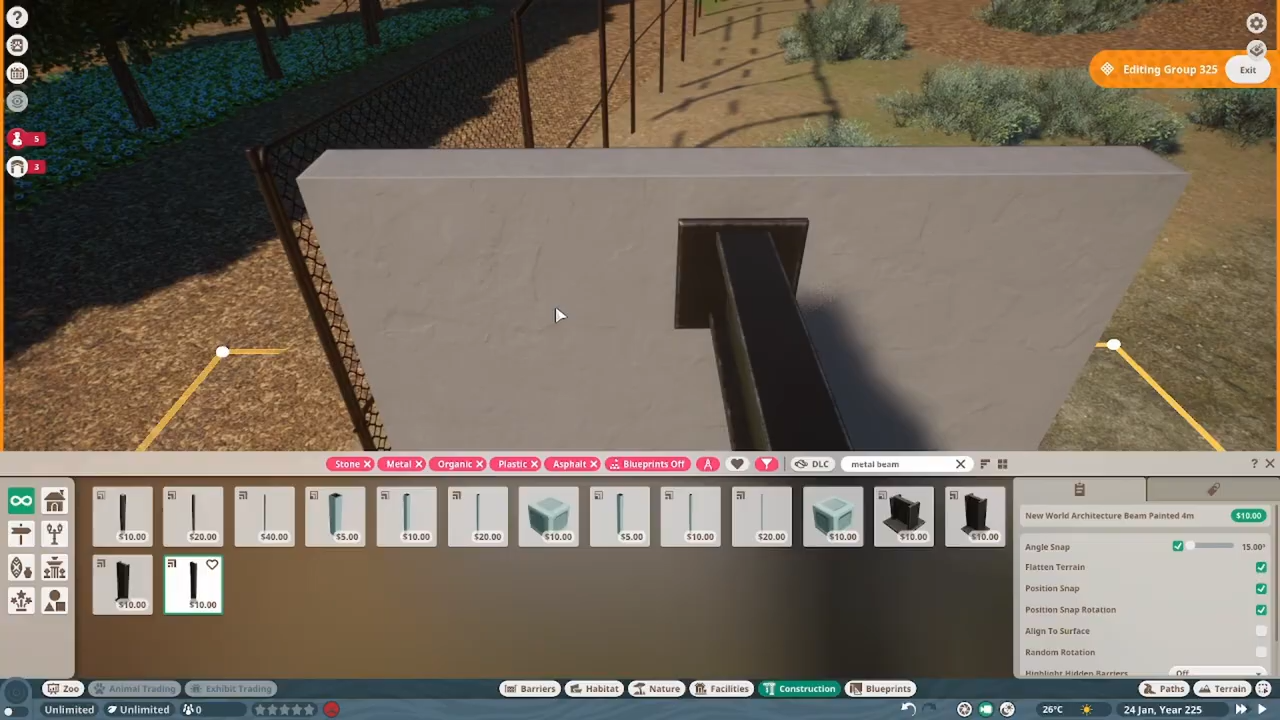 ?
Editing Group 325
Exit
5
3
Stone ✕
Metal ✕
Organic ✕
Plastic ✕
Asphalt ✕
Blueprints Off
DLC
metal beam
? ✕
$10.00
$20.00
$40.00
$5.00
$10.00
$20.00
$10.00
$5.00
$10.00
$20.00
$10.00
$10.00
$10.00
$10.00
$10.00
New World Architecture Beam Painted 4m
$10.00
Angle Snap
15.00°
Flatten Terrain
Position Snap
Position Snap Rotation
Align To Surface
Random Rotation
Highlight Hidden Barriers
Off
Zoo
Animal Trading
Exhibit Trading
Barriers
Habitat
Nature
Facilities
Construction
Blueprints
Paths
Terrain
Unlimited
Unlimited
0
26°C
24 Jan, Year 225